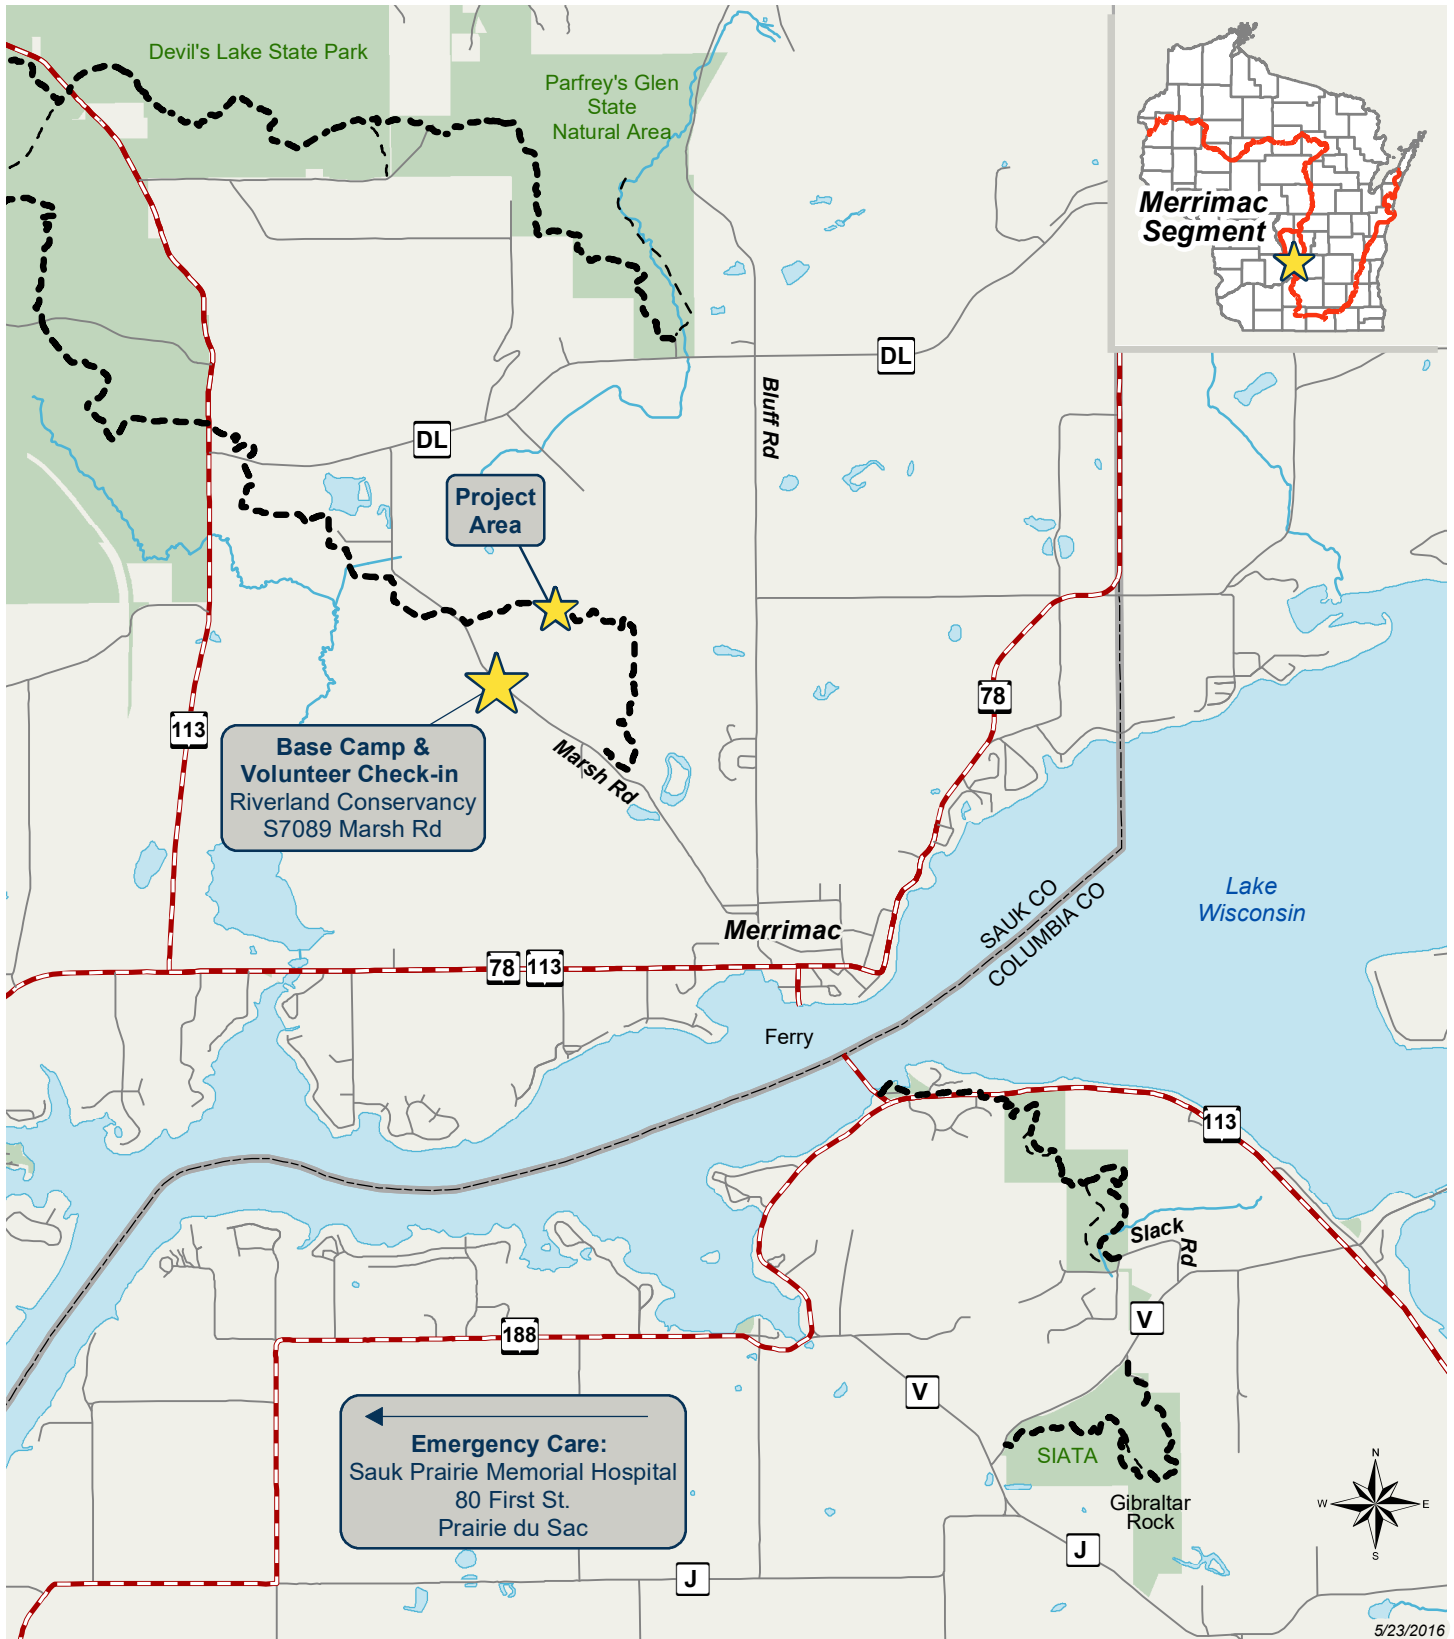 Devil's Lake State Park
Parfrey's Glen
State
Natural Area
Merrimac
Segment
DL
Bluff Rd
DL
Project
Area
78
113
Base Camp &
Volunteer Check-in
Riverland Conservancy
S7089 Marsh Rd
Marsh Rd
Lake
Wisconsin
SAUK CO
COLUMBIA CO
Merrimac
78
113
Ferry
113
Slack
Rd
V
188
V
Emergency Care:
Sauk Prairie Memorial Hospital
80 First St.
Prairie du Sac
SIATA
Gibraltar
Rock
N
W
E
S
J
J
5/23/2016